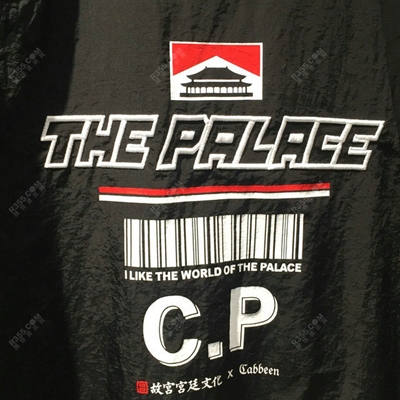 THE PALACE
I LIKE THE WORLD OF THE PALACE
C.P
故宫宫廷文化 x Cabbeen